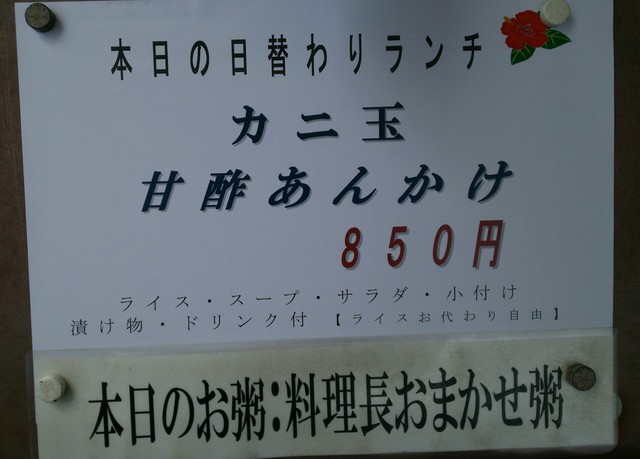 本日の日替わりランチ
カニ玉
甘酢あんかけ
850円
ライス・スープ・サラダ・小付け
漬け物・ドリンク付【ライスお代わり自由】
本日のお粥:料理長おまかせ粥